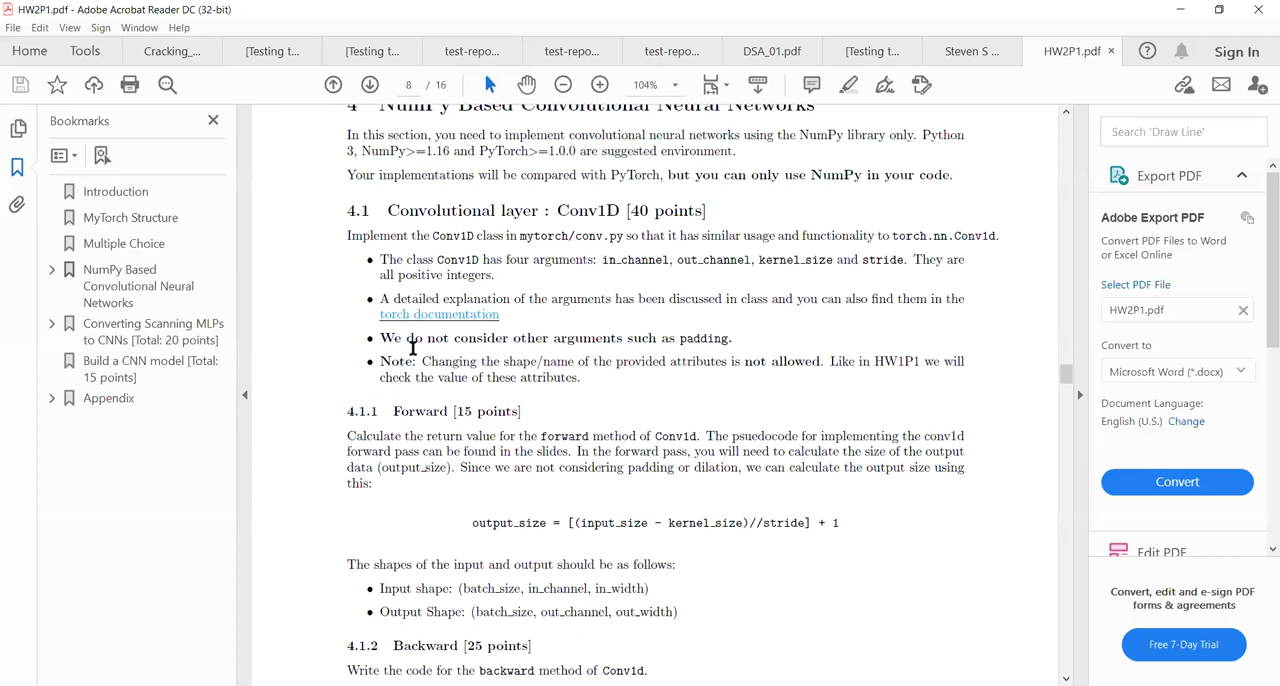 HW2P1.pdf - Adobe Acrobat Reader DC (32-bit)
File Edit View Sign Window Help
Home Tools Cracking_... [Testing t... [Testing t... test-repo... test-repo... test-repo... DSA_01.pdf [Testing t... Steven S ... HW2P1.pdf × Sign In
8 / 16 104%
Bookmarks
Introduction
MyTorch Structure
Multiple Choice
NumPy Based
Convolutional Neural
Networks
Converting Scanning MLPs
to CNNs [Total: 20 points]
Build a CNN model [Total:
15 points]
Appendix
4 NumPy Based Convolutional Neural Networks
In this section, you need to implement convolutional neural networks using the NumPy library only. Python
3, NumPy>=1.16 and PyTorch>=1.0.0 are suggested environment.
Your implementations will be compared with PyTorch, but you can only use NumPy in your code.
4.1 Convolutional layer : Conv1D [40 points]
Implement the Conv1D class in mytorch/conv.py so that it has similar usage and functionality to torch.nn.Conv1d.
• The class Conv1D has four arguments: in_channel, out_channel, kernel_size and stride. They are
all positive integers.
• A detailed explanation of the arguments has been discussed in class and you can also find them in the
torch documentation
• We do not consider other arguments such as padding.
• Note: Changing the shape/name of the provided attributes is not allowed. Like in HW1P1 we will
check the value of these attributes.
4.1.1 Forward [15 points]
Calculate the return value for the forward method of Conv1d. The psuedocode for implementing the conv1d
forward pass can be found in the slides. In the forward pass, you will need to calculate the size of the output
data (output_size). Since we are not considering padding or dilation, we can calculate the output size using
this:
output_size = [(input_size - kernel_size)//stride] + 1
The shapes of the input and output should be as follows:
• Input shape: (batch_size, in_channel, in_width)
• Output Shape: (batch_size, out_channel, out_width)
4.1.2 Backward [25 points]
Write the code for the backward method of Conv1d.
Search 'Draw Line'
Export PDF
Adobe Export PDF
Convert PDF Files to Word
or Excel Online
Select PDF File
HW2P1.pdf
Convert to
Microsoft Word (*.docx)
Document Language:
English (U.S.) Change
Convert
Edit PDF
Convert, edit and e-sign PDF
forms & agreements
Free 7-Day Trial